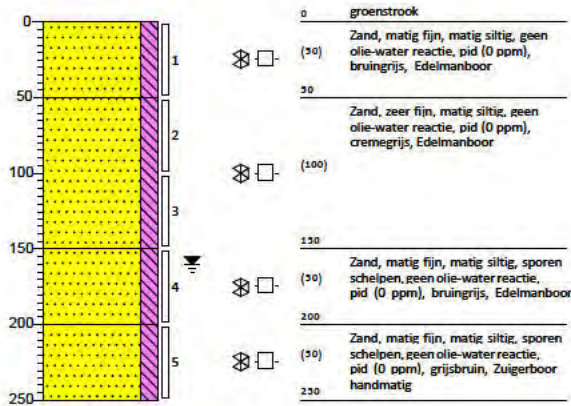 0
0
groenstrook
1
(50)
Zand, matig fijn, matig siltig, geen
olie-water reactie, pid (0 ppm),
bruingrijs, Edelmanboor
50
50
2
Zand, zeer fijn, matig siltig, geen
olie-water reactie, pid (0 ppm),
cremegrijs, Edelmanboor
100
(100)
3
150
150
4
(50)
Zand, matig fijn, matig siltig, sporen
schelpen, geen olie-water reactie,
pid (0 ppm), bruingrijs, Edelmanboor
200
200
5
(50)
Zand, matig fijn, matig siltig, sporen
schelpen, geen olie-water reactie,
pid (0 ppm), grijsbruin, Zuigerboor
handmatig
250
250